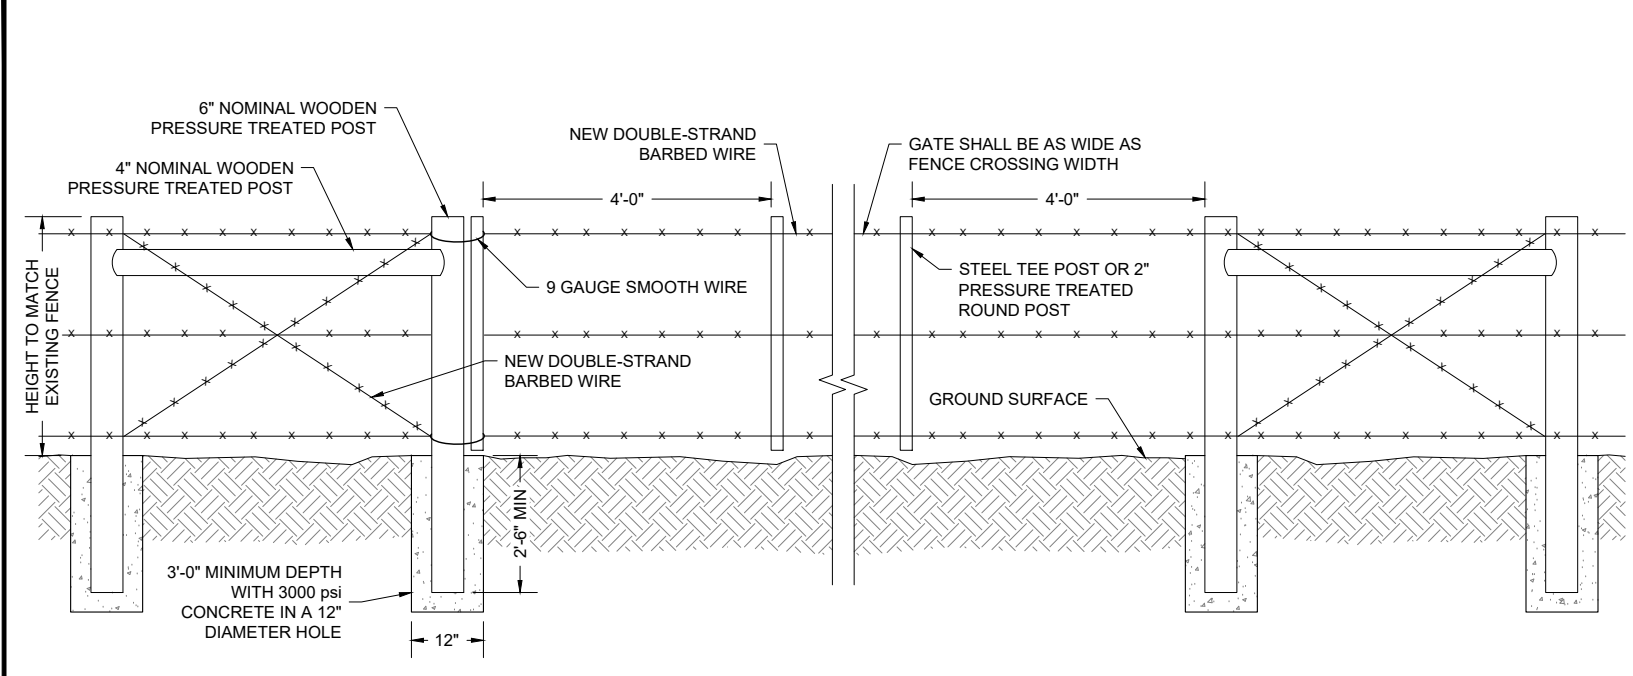 6" NOMINAL WOODEN
PRESSURE TREATED POST
4" NOMINAL WOODEN
PRESSURE TREATED POST
NEW DOUBLE-STRAND
BARBED WIRE
GATE SHALL BE AS WIDE AS
FENCE CROSSING WIDTH
4'-0"
4'-0"
HEIGHT TO MATCH
EXISTING FENCE
9 GAUGE SMOOTH WIRE
STEEL TEE POST OR 2"
PRESSURE TREATED
ROUND POST
NEW DOUBLE-STRAND
BARBED WIRE
GROUND SURFACE
2'-6" MIN
3'-0" MINIMUM DEPTH
WITH 3000 psi
CONCRETE IN A 12"
DIAMETER HOLE
12"